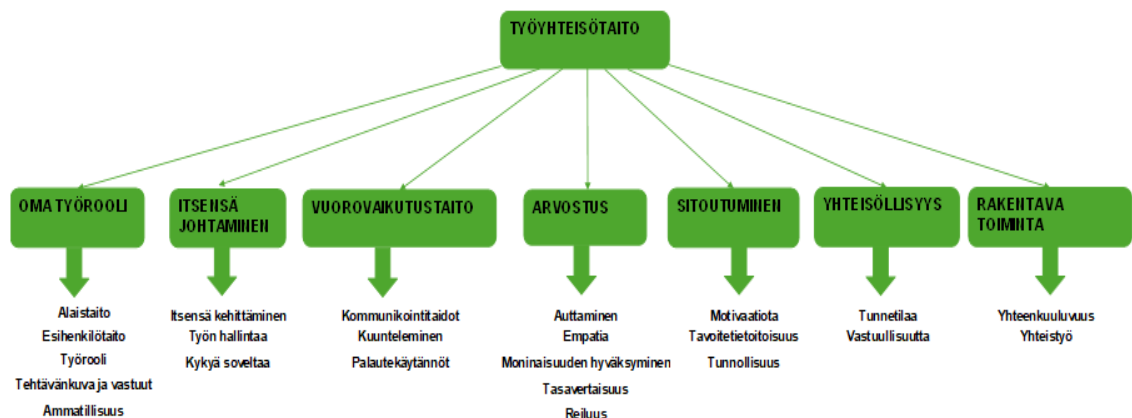 TYÖYHTEISÖTAITO
OMA TYÖROOLI
Alaistaito
Esihenkilötaito
Työrooli
Tehtävänkuva ja vastuut
Ammatillisuus
ITSENSÄ
JOHTAMINEN
Itsensä kehittäminen
Työn hallintaa
Kykyä soveltaa
VUOROVAIKUTUSTAITO
Kommunikointitaidot
Kuunteleminen
Palautekäytännöt
ARVOSTUS
Auttaminen
Empatia
Moninaisuuden hyväksyminen
Tasavertaisuus
Reiluus
SITOUTUMINEN
Motivaatiota
Tavoitetietoitoisuus
Tunnollisuus
YHTEISÖLLISYYS
Tunnetilaa
Vastuullisuutta
RAKENTAVA
TOIMINTA
Yhteenkuuluvuus
Yhteistyö